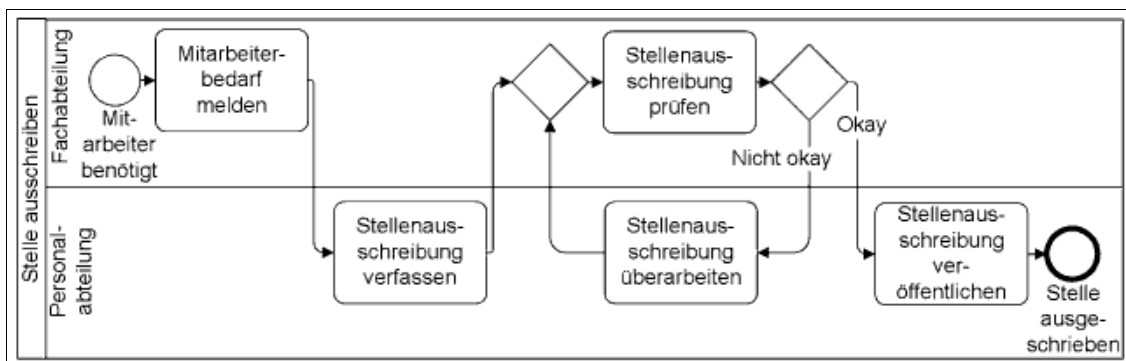 Stelle ausschreiben
Fachabteilung
Mit-
arbeiter
benötigt
Mitarbeiter-
bedarf
melden
Stellenaus-
schreibung
prüfen
Okay
Nicht okay
Personal-
abteilung
Stellenaus-
schreibung
verfassen
Stellenaus-
schreibung
überarbeiten
Stellenaus-
schreibung
ver-
öffentlichen
Stelle
ausge-
schrieben